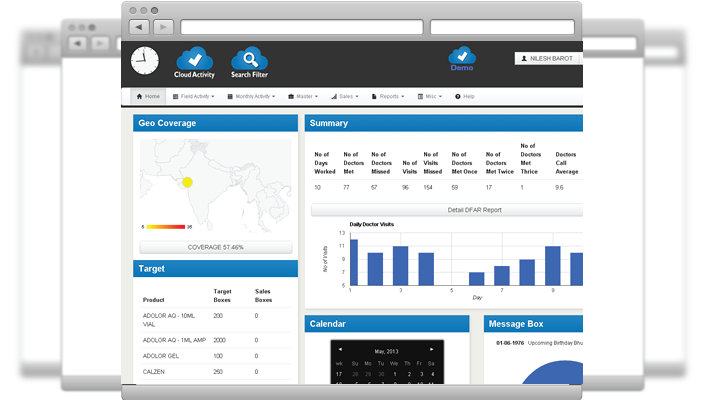 Cloud Activity
Search Filter
Demo
NILESH BAROT
Home
Field Activity
Monthly Activity
Master
Sales
Reports
Misc
Help
Geo Coverage
6 36
COVERAGE 57.46%
Target
Product Target Boxes Sales Boxes
ADOLOR AQ - 10ML VIAL 200 0
ADOLOR AQ - 1ML AMP 2000 0
ADOLOR GEL 100 0
CALZEN 250 0
Summary
No of Days Worked No of Doctors Met No of Doctors Missed No of Visits No of Visits Missed No of Doctors Met Once No of Doctors Met Twice No of Doctors Met Thrice Doctors Call Average
10 77 57 96 154 59 17 1 9.6
Detail DFAR Report
Daily Doctor Visits
No of Visits
13
11
9
7
5
1 3 5 7 9
Day
Calendar
May, 2013
wk Su Mo Tu We Th Fr Sa
17 28 29 30 1 2 3 4
Message Box
01-06-1976 Upcoming Birthday Bhu